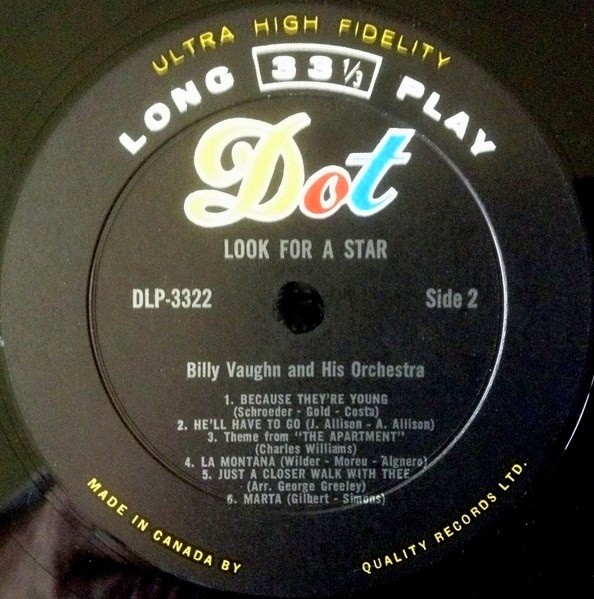 ULTRA HIGH FIDELITY
LONG 33 1/3 PLAY
Dot
LOOK FOR A STAR
DLP-3322 Side 2
Billy Vaughn and His Orchestra
1. BECAUSE THEY'RE YOUNG
(Schroeder - Gold - Costa)
2. HE'LL HAVE TO GO (J. Allison - A. Allison)
3. Theme from "THE APARTMENT"
(Charles Williams)
4. LA MONTANA (Wilder - Moreu - Algnero)
5. JUST A CLOSER WALK WITH THEE
(Arr. George Greeley)
6. MARTA (Gilbert - Simons)
MADE IN CANADA BY QUALITY RECORDS LTD.